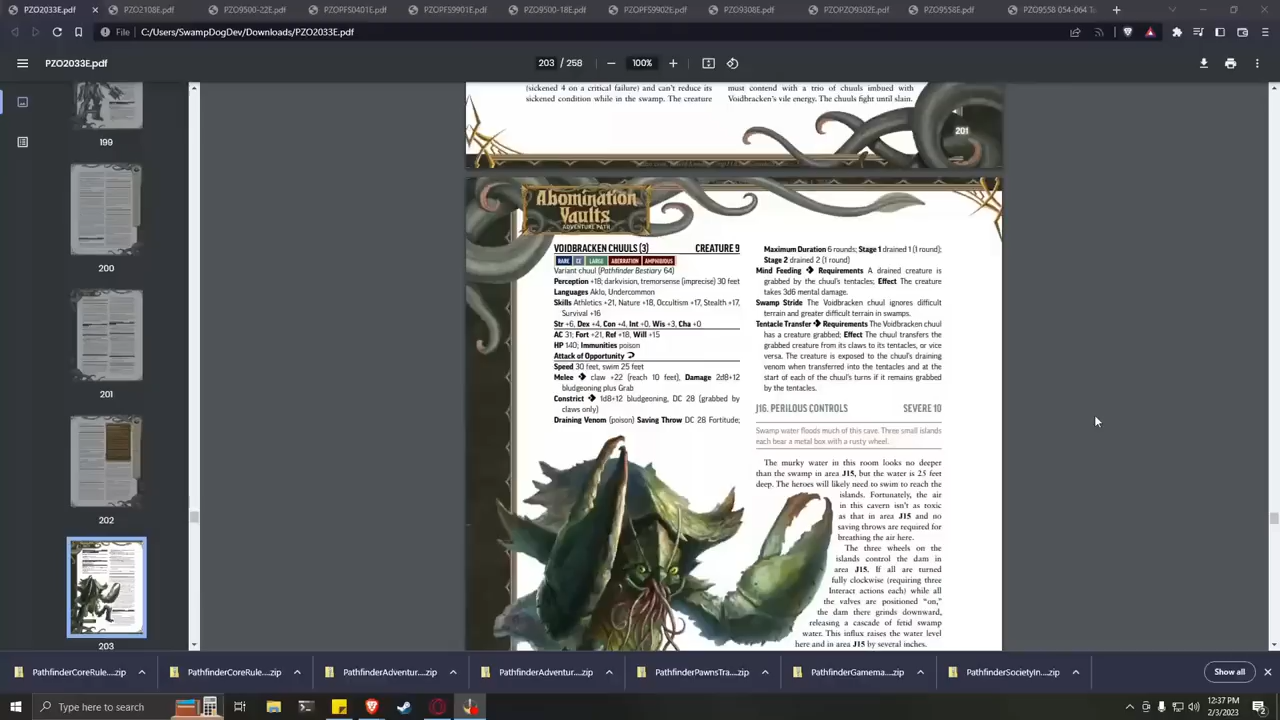 PZO2033E.pdf
PZO2108E.pdf
PZO9500-2ZE.pdf
PZOPFSD0401E.pdf
PZOPFS9901E.pdf
PZO9500-18E.pdf
PZOPFS9902E.pdf
PZO9308E.pdf
PZOPZO9302E.pdf
PZO9558E.pdf
PZO9558 054-064
File
C:/Users/SwampDogDev/Downloads/PZO2033E.pdf
PZO2033E.pdf
203 / 258
100%
199
200
201
202
203
(sickened 4 on a critical failure) and can't reduce its
sickened condition while in the swamp. The creature
must contend with a trio of chuuls imbued with
Voidbracken's vile energy. The chuuls fight until slain.
201
Abomination
Vaults
ADVENTURE PATH
VOIDBRACKEN CHUULS (3) CREATURE 9
RARE CE LARGE ABERRATION AMPHIBIOUS
Variant chuul (Pathfinder Bestiary 64)
Perception +18; darkvision, tremorsense (imprecise) 30 feet
Languages Aklo, Undercommon
Skills Athletics +21, Nature +18, Occultism +17, Stealth +17,
Survival +16
Str +6, Dex +4, Con +4, Int +0, Wis +3, Cha +0
AC 31; Fort +21, Ref +18, Will +15
HP 140; Immunities poison
Attack of Opportunity
Speed 30 feet, swim 25 feet
Melee claw +22 (reach 10 feet), Damage 2d8+12
bludgeoning plus Grab
Constrict 1d8+12 bludgeoning, DC 28 (grabbed by
claws only)
Draining Venom (poison) Saving Throw DC 28 Fortitude;
Maximum Duration 6 rounds; Stage 1 drained 1 (1 round);
Stage 2 drained 2 (1 round)
Mind Feeding Requirements A drained creature is
grabbed by the chuul's tentacles; Effect The creature
takes 3d6 mental damage.
Swamp Stride The Voidbracken chuul ignores difficult
terrain and greater difficult terrain in swamps.
Tentacle Transfer Requirements The Voidbracken chuul
has a creature grabbed; Effect The chuul transfers the
grabbed creature from its claws to its tentacles, or vice
versa. The creature is exposed to the chuul's draining
venom when transferred into the tentacles and at the
start of each of the chuul's turns if it remains grabbed
by the tentacles.
J16. PERILOUS CONTROLS SEVERE 10
Swamp water floods much of this cave. Three small islands
each bear a metal box with a rusty wheel.
The murky water in this room looks no deeper
than the swamp in area J15, but the water is 25 feet
deep. The heroes will likely need to swim to reach the
islands. Fortunately, the air
in this cavern isn't as toxic
as that in area J15 and no
saving throws are required for
breathing the air here.
The three wheels on the
islands control the dam in
area J15. If all are turned
fully clockwise (requiring three
Interact actions each) while all
the valves are positioned "on,"
the dam there grinds downward,
releasing a cascade of fetid swamp
water. This influx raises the water level
here and in area J15 by several inches.
PathfinderCoreRule....zip
PathfinderCoreRule....zip
PathfinderAdventur....zip
PathfinderAdventur....zip
PathfinderPawnsTra....zip
PathfinderGamema....zip
PathfinderSocietyIn....zip
Show all
Type here to search
12:37 PM
2/3/2023